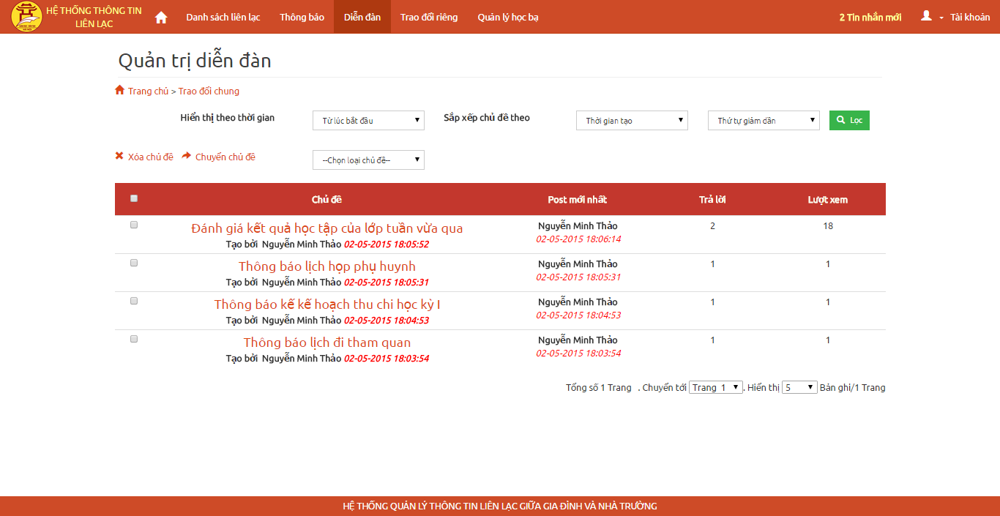 HỆ THỐNG THÔNG TIN
LIÊN LẠC
Danh sách liên lạc
Thông báo
Diễn đàn
Trao đổi riêng
Quản lý học bạ
2 Tin nhắn mới
Tài khoản
Quản trị diễn đàn
Trang chủ > Trao đổi chung
Hiển thị theo thời gian
Từ lúc bắt đầu
Sắp xếp chủ đề theo
Thời gian tạo
Thứ tự giảm dần
Lọc
Xóa chủ đề
Chuyển chủ đề
--Chọn loại chủ đề--
Chủ đề Post mới nhất Trả lời Lượt xem
Đánh giá kết quả học tập của lớp tuần vừa qua
Tạo bởi Nguyễn Minh Thảo 02-05-2015 18:05:52
Nguyễn Minh Thảo
02-05-2015 18:06:14
2
18
Thông báo lịch họp phụ huynh
Tạo bởi Nguyễn Minh Thảo 02-05-2015 18:05:31
Nguyễn Minh Thảo
02-05-2015 18:05:31
1
1
Thông báo kế kế hoạch thu chi học kỳ I
Tạo bởi Nguyễn Minh Thảo 02-05-2015 18:04:53
Nguyễn Minh Thảo
02-05-2015 18:04:53
1
1
Thông báo lịch đi tham quan
Tạo bởi Nguyễn Minh Thảo 02-05-2015 18:03:54
Nguyễn Minh Thảo
02-05-2015 18:03:54
1
1
Tổng số 1 Trang . Chuyển tới Trang 1 . Hiển thị 5 Bản ghi/1 Trang
HỆ THỐNG QUẢN LÝ THÔNG TIN LIÊN LẠC GIỮA GIA ĐÌNH VÀ NHÀ TRƯỜNG